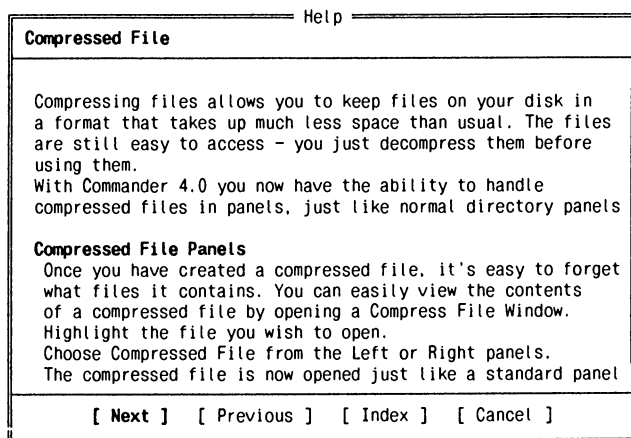 Help
Compressed File
Compressing files allows you to keep files on your disk in
a format that takes up much less space than usual. The files
are still easy to access - you just decompress them before
using them.
With Commander 4.0 you now have the ability to handle
compressed files in panels, just like normal directory panels
Compressed File Panels
Once you have created a compressed file, it's easy to forget
what files it contains. You can easily view the contents
of a compressed file by opening a Compress File Window.
Highlight the file you wish to open.
Choose Compressed File from the Left or Right panels.
The compressed file is now opened just like a standard panel
[ Next ] [ Previous ] [ Index ] [ Cancel ]